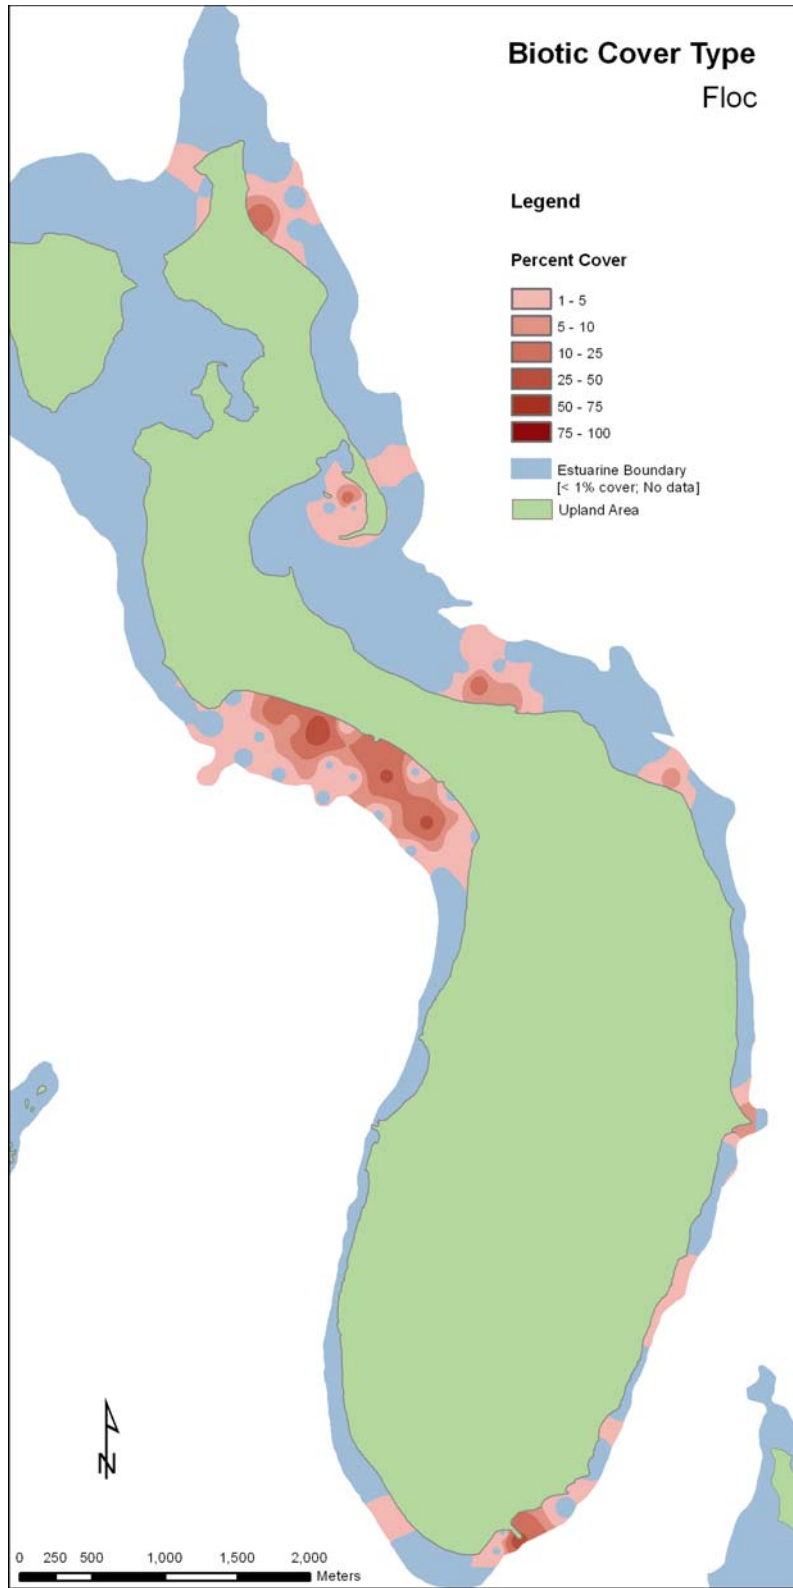 Biotic Cover Type
Floc
Legend
Percent Cover
1 - 5
5 - 10
10 - 25
25 - 50
50 - 75
75 - 100
Estuarine Boundary
[< 1% cover; No data]
Upland Area
N
0 250 500 1,000 1,500 2,000
Meters